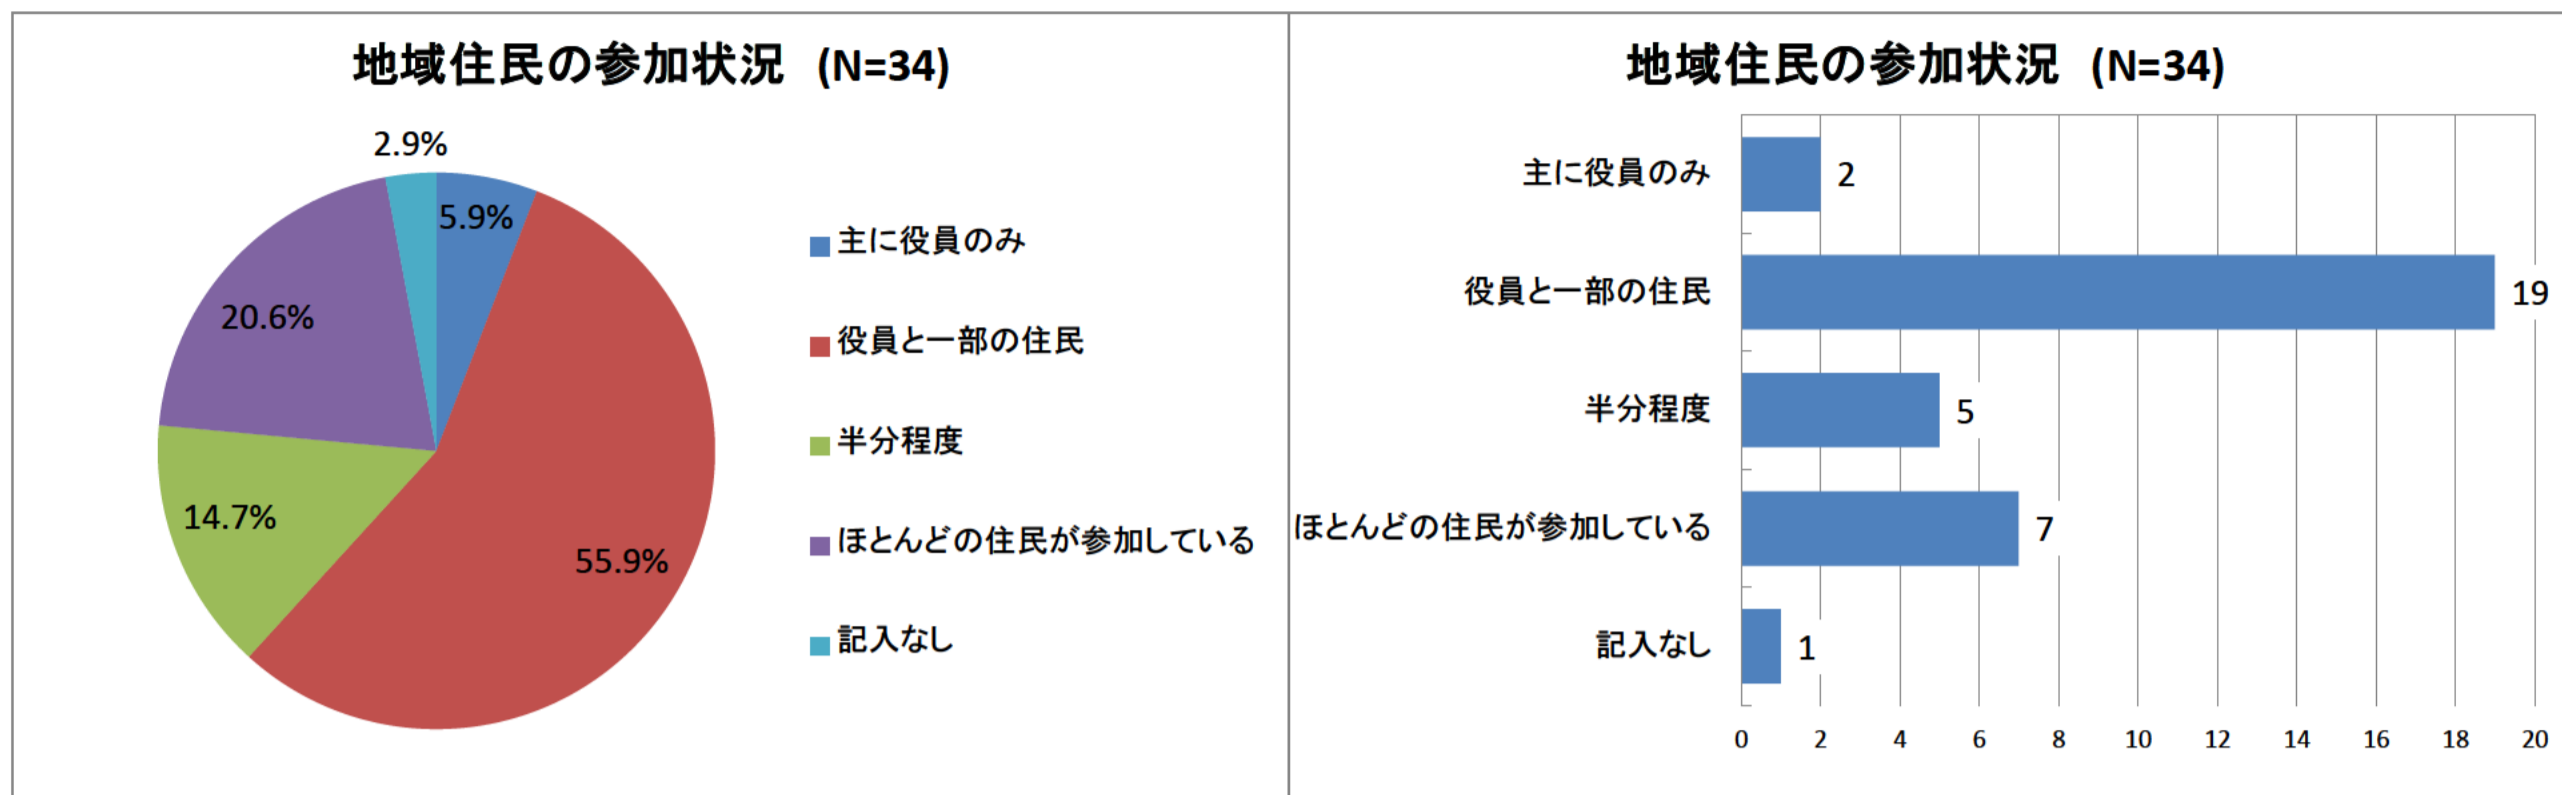 地域住民の参加状況 (N=34)
2.9%
5.9%
20.6%
14.7%
55.9%
主に役員のみ
役員と一部の住民
半分程度
ほとんどの住民が参加している
記入なし
地域住民の参加状況 (N=34)
主に役員のみ 2
役員と一部の住民 19
半分程度 5
ほとんどの住民が参加している 7
記入なし 1
0 2 4 6 8 10 12 14 16 18 20